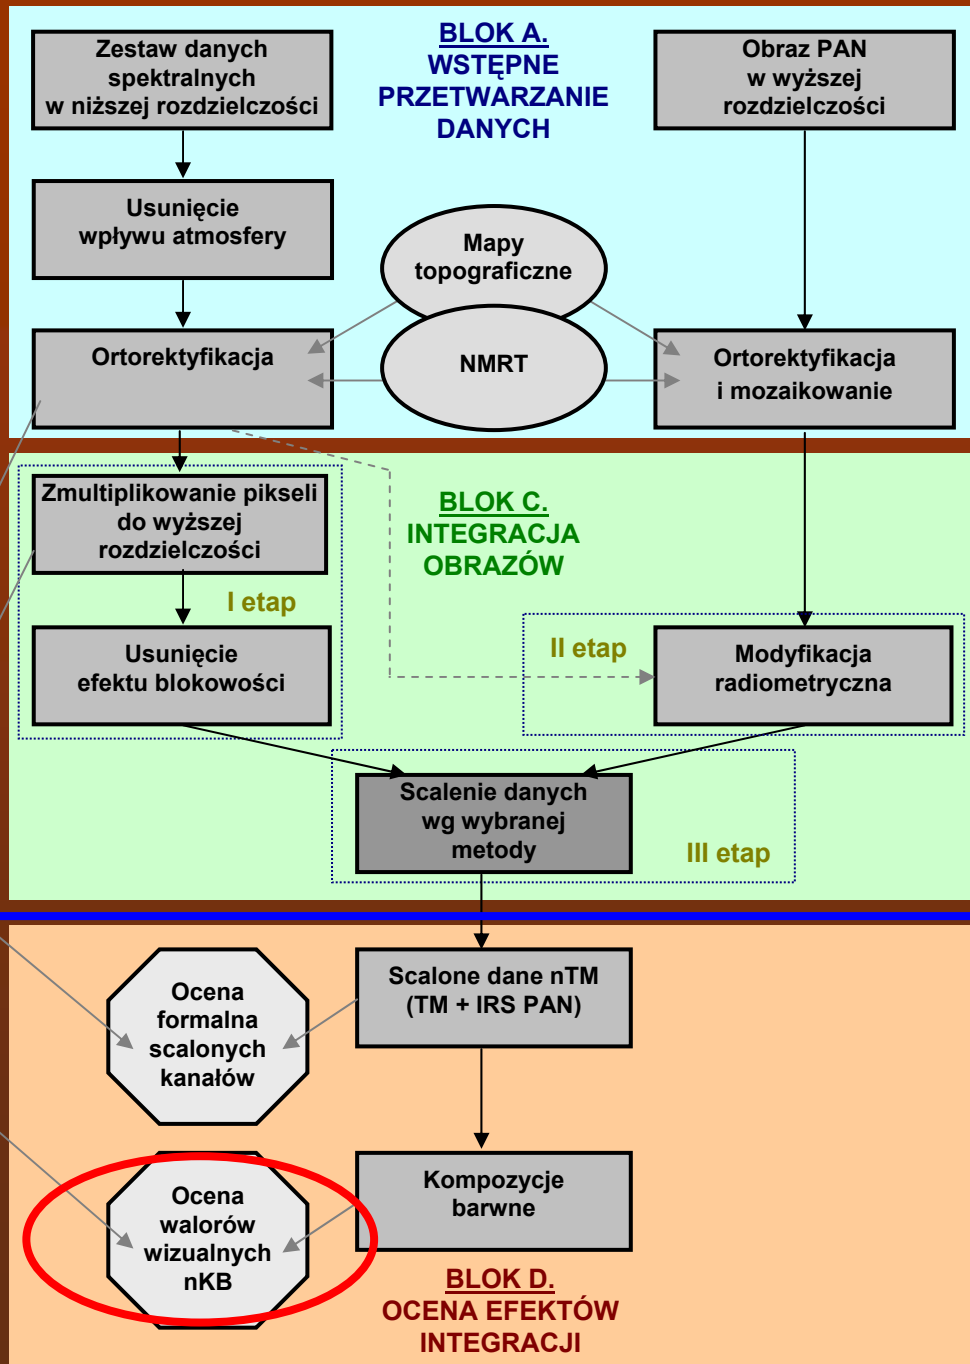 Zestaw danych
spektralnych
w niższej rozdzielczości
BLOK A.
WSTĘPNE
PRZETWARZANIE
DANYCH
Obraz PAN
w wyższej
rozdzielczości
Usunięcie
wpływu atmosfery
Mapy
topograficzne
Ortorektyfikacja
NMRT
Ortorektyfikacja
i mozaikowanie
Zmultiplikowanie pikseli
do wyższej
rozdzielczości
BLOK C.
INTEGRACJA
OBRAZÓW
I etap
Usunięcie
efektu blokowości
II etap
Modyfikacja
radiometryczna
Scalenie danych
wg wybranej
metody
III etap
Ocena
formalna
scalonych
kanałów
Scalone dane nTM
(TM + IRS PAN)
Ocena
walorów
wizualnych
nKB
Kompozycje
barwne
BLOK D.
OCENA EFEKTÓW
INTEGRACJI